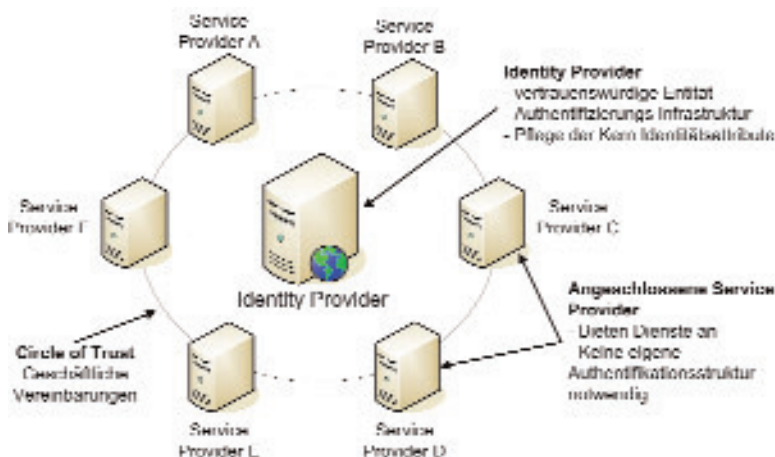 Service
Provider A
Service
Provider B
Identity Provider
- vertrauenswürdige Entität
Authentifizierungs Infrastruktur
- Pflege der Kern Identitätsattribute
Service
Provider F
Service
Provider C
Identity Provider
Angeschlossene Service
Provider
- Bieten Dienste an
Keine eigene
Authentifikationsstruktur
notwendig
Circle of Trust
Geschäftliche
Vereinbarungen
Service
Provider E
Service
Provider D